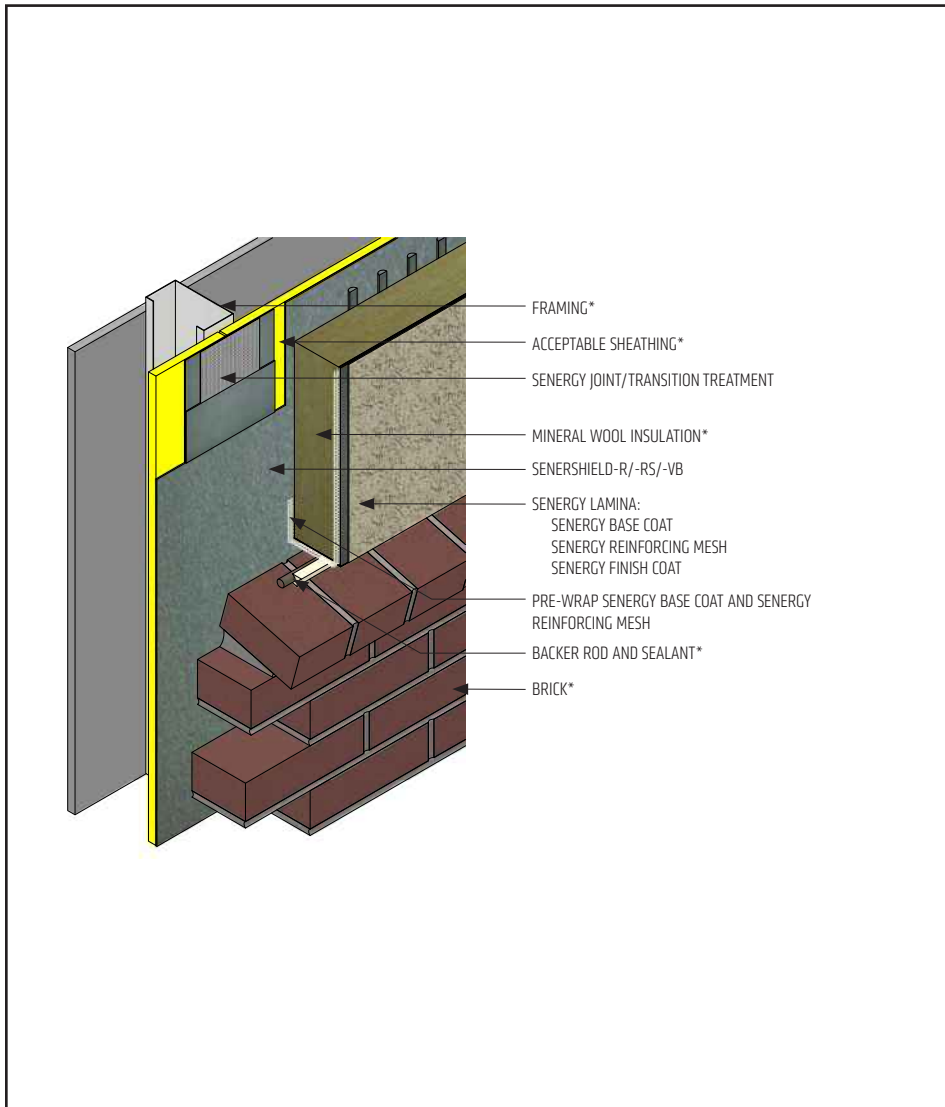 FRAMING*
ACCEPTABLE SHEATHING*
SENERGY JOINT/TRANSITION TREATMENT
MINERAL WOOL INSULATION*
SENERSHIELD-R/-RS/-VB
SENERGY LAMINA:
SENERGY BASE COAT
SENERGY REINFORCING MESH
SENERGY FINISH COAT
PRE-WRAP SENERGY BASE COAT AND SENERGY
REINFORCING MESH
BACKER ROD AND SEALANT*
BRICK*